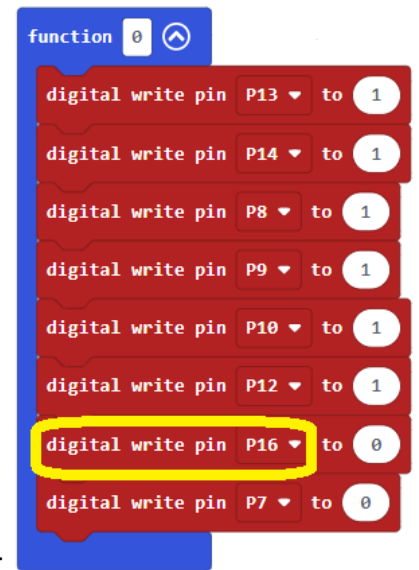 function 0
digital write pin P13 to 1
digital write pin P14 to 1
digital write pin P8 to 1
digital write pin P9 to 1
digital write pin P10 to 1
digital write pin P12 to 1
digital write pin P16 to 0
digital write pin P7 to 0